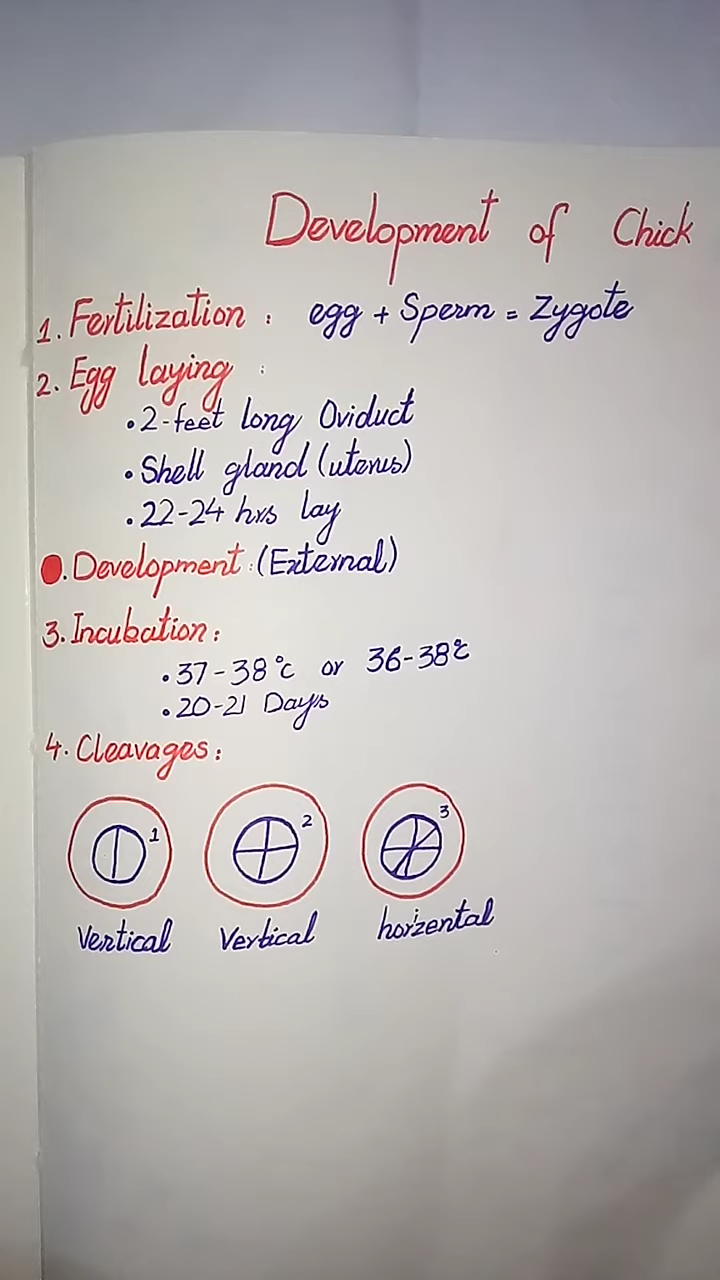 Development of Chick
1. Fertilization : egg + Sperm = Zygote
2. Egg laying :
• 2-feet long Oviduct
• Shell gland (uterus)
• 22-24 hrs lay
. Development : (External)
3. Incubation :
• 37-38°c or 36-38°c
• 20-21 Days
4. Cleavages :
1 2 3
Vertical Vertical horizental